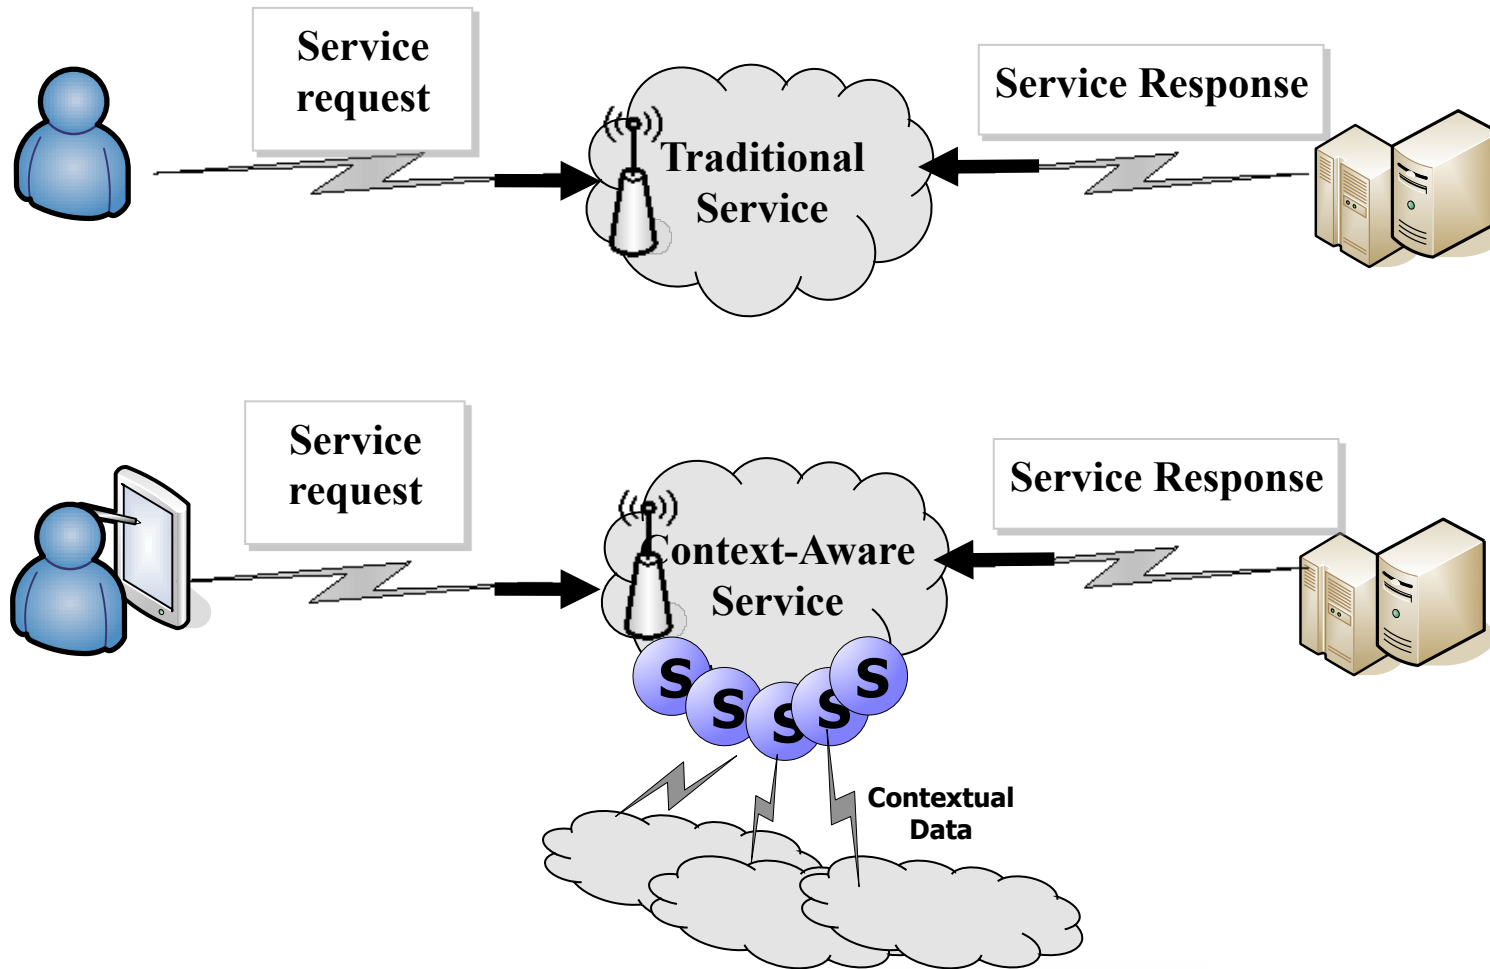 Service
request
Service Response
Traditional
Service
Service
request
Service Response
Context-Aware
Service
S
S
S
S
S
Contextual
Data